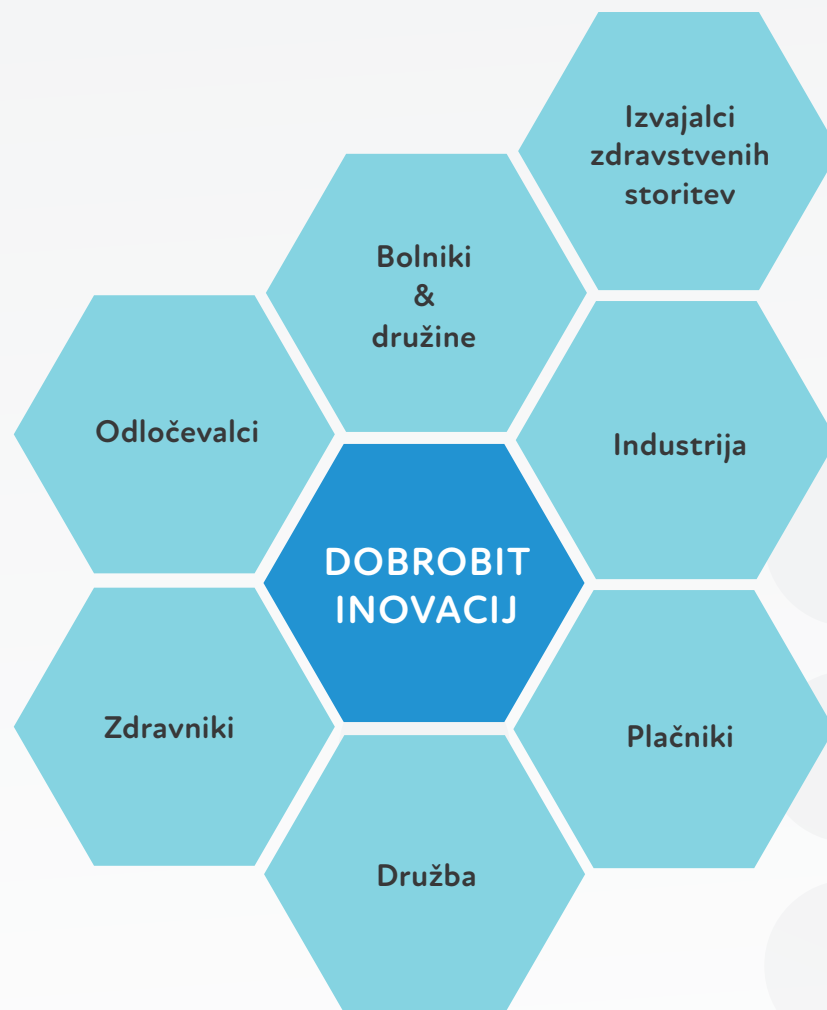 Izvajalci
zdravstvenih
storitev
Bolniki
&
družine
Odločevalci
Industrija
DOBROBIT
INOVACIJ
Zdravniki
Plačniki
Družba